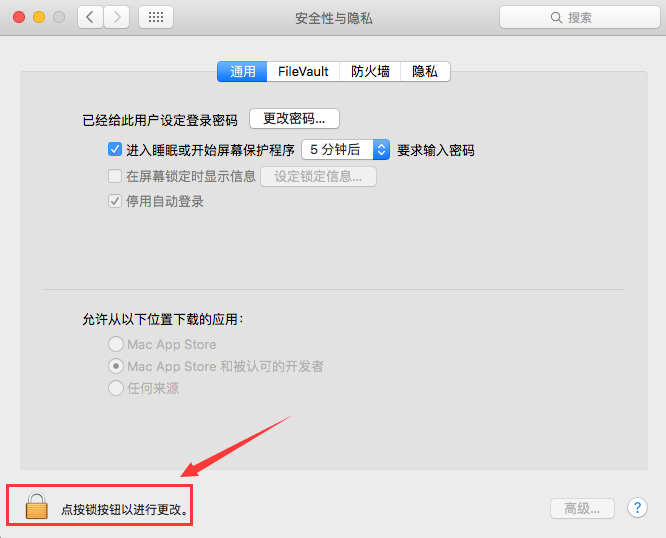 安全性与隐私
搜索
通用 FileVault 防火墙 隐私
已经给此用户设定登录密码 更改密码...
进入睡眠或开始屏幕保护程序 5 分钟后 要求输入密码
在屏幕锁定时显示信息 设定锁定信息...
停用自动登录
允许从以下位置下载的应用：
Mac App Store
Mac App Store 和被认可的开发者
任何来源
点按锁按钮以进行更改。
高级... ?